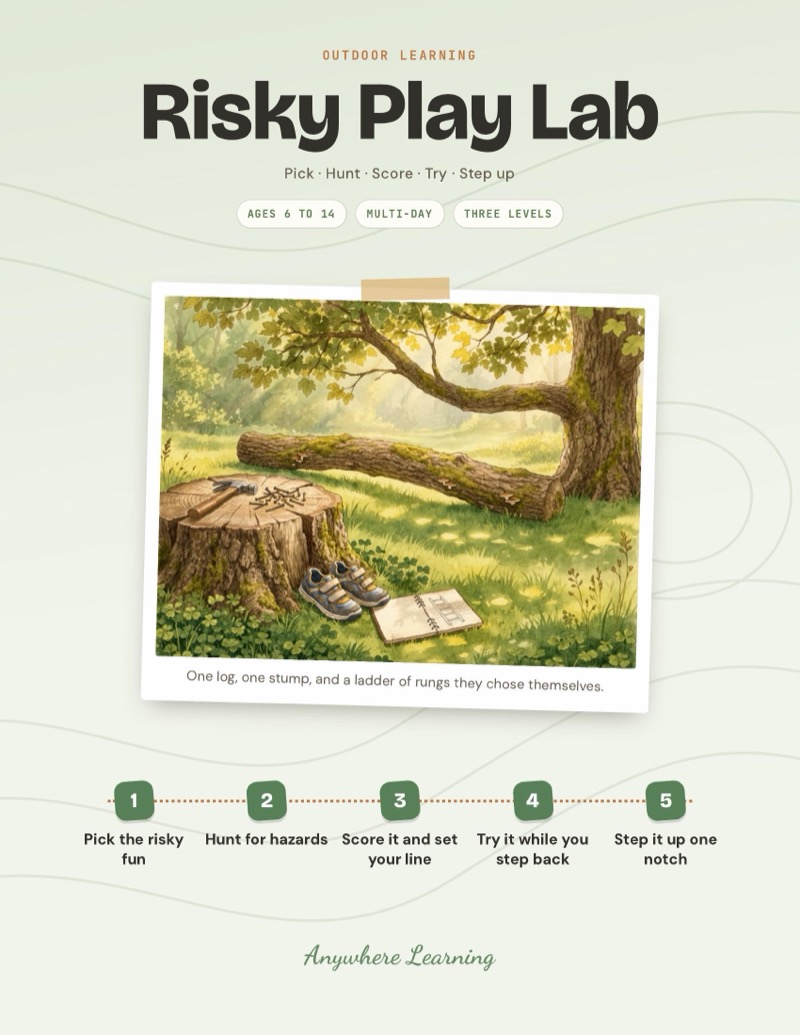 OUTDOOR LEARNING
Risky Play Lab
Pick · Hunt · Score · Try · Step up
AGES 6 TO 14
MULTI-DAY
THREE LEVELS
One log, one stump, and a ladder of rungs they chose themselves.
1
2
3
4
5
Pick the risky
fun
Hunt for hazards
Score it and set
your line
Try it while you
step back
Step it up one
notch
Anywhere Learning